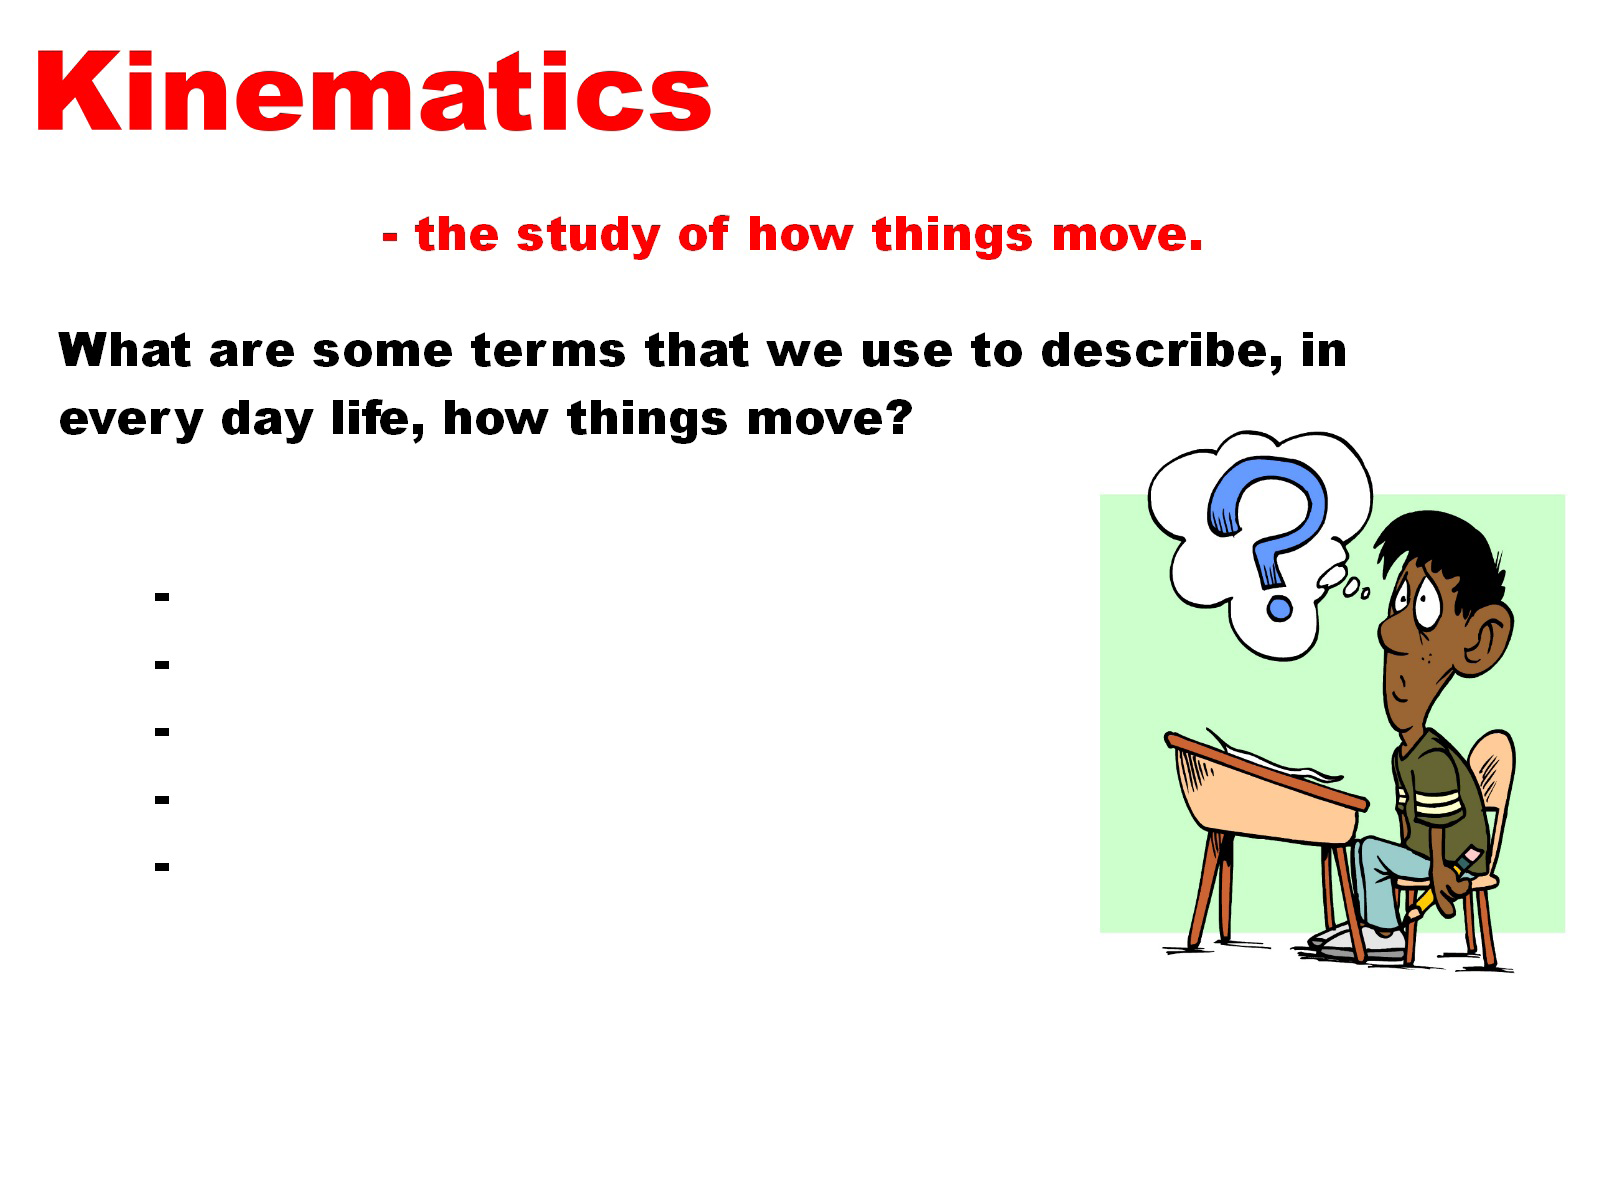 Kinematics
- the study of how things move.
What are some terms that we use to describe, in
every day life, how things move?
?
-
-
-
-
-